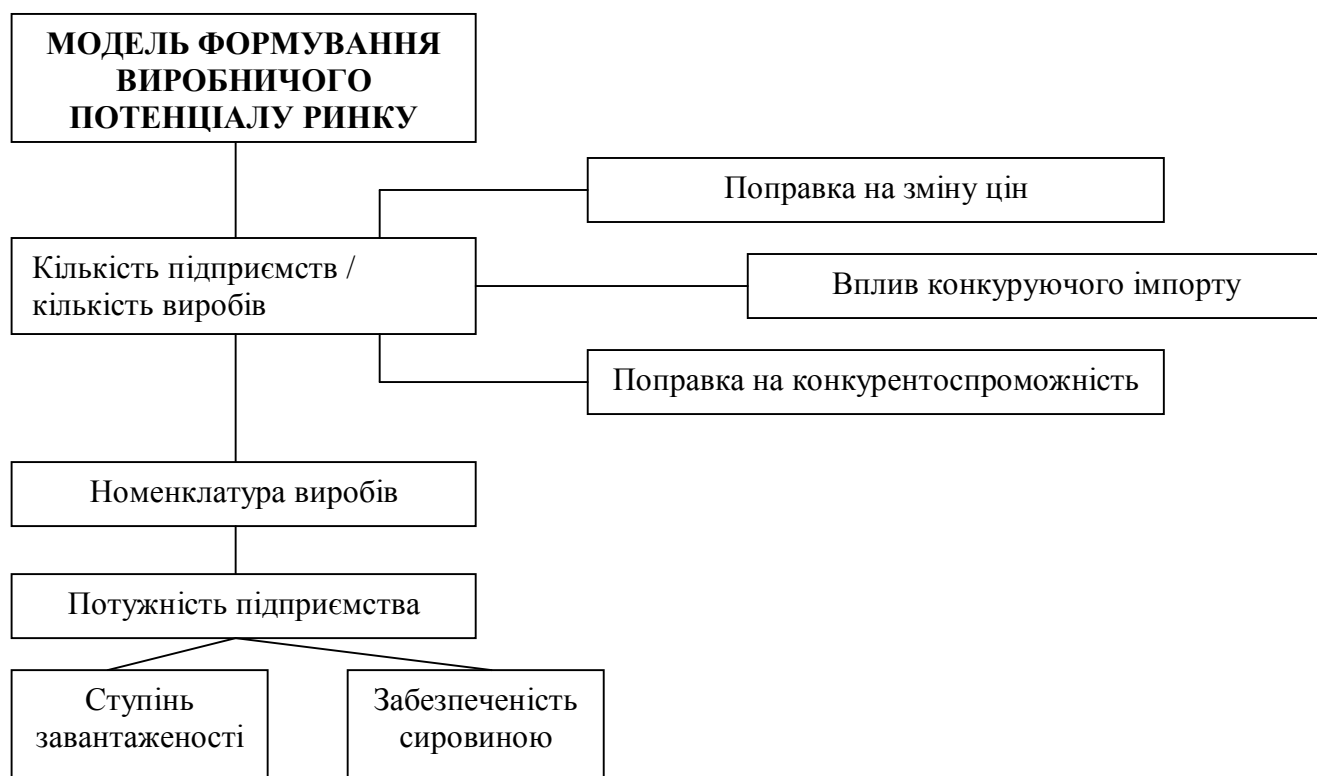 МОДЕЛЬ ФОРМУВАННЯ
ВИРОБНИЧОГО
ПОТЕНЦІАЛУ РИНКУ
Поправка на зміну цін
Кількість підприємств /
кількість виробів
Вплив конкуруючого імпорту
Поправка на конкурентоспроможність
Номенклатура виробів
Потужність підприємства
Ступінь
завантаженості
Забезпеченість
сировиною